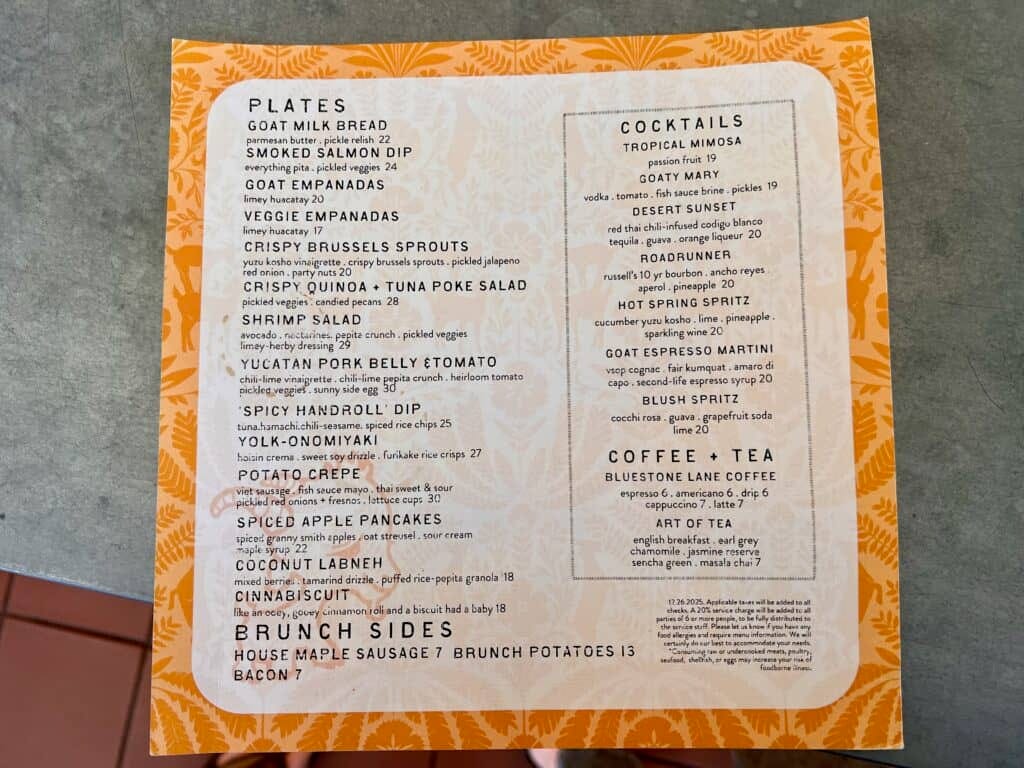 PLATES
GOAT MILK BREAD
parmesan butter . pickle relish 22
SMOKED SALMON DIP
everything pita . pickled veggies 24
GOAT EMPANADAS
limey huacatay 20
VEGGIE EMPANADAS
limey huacatay 17
CRISPY BRUSSELS SPROUTS
yuzu kosho vinaigrette . crispy brussels sprouts . pickled jalapeno
red onion . party nuts 20
CRISPY QUINOA + TUNA POKE SALAD
pickled veggies . candied pecans 28
SHRIMP SALAD
avocado . nectarines. pepita crunch . pickled veggies
limey-herby dressing 29
YUCATAN PORK BELLY &TOMATO
chili-lime vinaigrette . chili-lime pepita crunch . heirloom tomato
pickled veggies . sunny side egg 30
'SPICY HANDROLL' DIP
tuna.hamachi.chili-seasame. spiced rice chips 25
YOLK-ONOMIYAKI
hoisin crema . sweet soy drizzle . furikake rice crisps 27
POTATO CREPE
viet sausage . fish sauce mayo . thai sweet & sour
pickled red onions + fresnos . lettuce cups 30
SPICED APPLE PANCAKES
spiced granny smith apples . oat streusel . sour cream
maple syrup 22
COCONUT LABNEH
mixed berries . tamarind drizzle . puffed rice-pepita granola 18
CINNABISCUIT
like an ooey, gooey cinnamon roll and a biscuit had a baby 18
BRUNCH SIDES
HOUSE MAPLE SAUSAGE 7 BRUNCH POTATOES 13
BACON 7
COCKTAILS
TROPICAL MIMOSA
passion fruit 19
GOATY MARY
vodka . tomato . fish sauce brine . pickles 19
DESERT SUNSET
red thai chili-infused codigo blanco
tequila . guava . orange liqueur 20
ROADRUNNER
russell's 10 yr bourbon . ancho reyes .
aperol . pineapple 20
HOT SPRING SPRITZ
cucumber yuzu kosho . lime . pineapple .
sparkling wine 20
GOAT ESPRESSO MARTINI
vsop cognac . fair kumquat . amaro di
capo . second-life espresso syrup 20
BLUSH SPRITZ
cocchi rosa . guava . grapefruit soda
lime 20
COFFEE + TEA
BLUESTONE LANE COFFEE
espresso 6 . americano 6 . drip 6
cappuccino 7 . latte 7
ART OF TEA
english breakfast . earl grey
chamomile . jasmine reserve
sencha green . masala chai 7
12.26.2025. Applicable taxes will be added to all
checks. A 20% service charge will be added to all
parties of 6 or more people, to be fully distributed to
the service staff. Please let us know if you have any
food allergies and require menu information. We will
certainly do our best to accommodate your needs.
*Consuming raw or undercooked meats, poultry,
seafood, shellfish, or eggs may increase your risk of
foodborne illness.